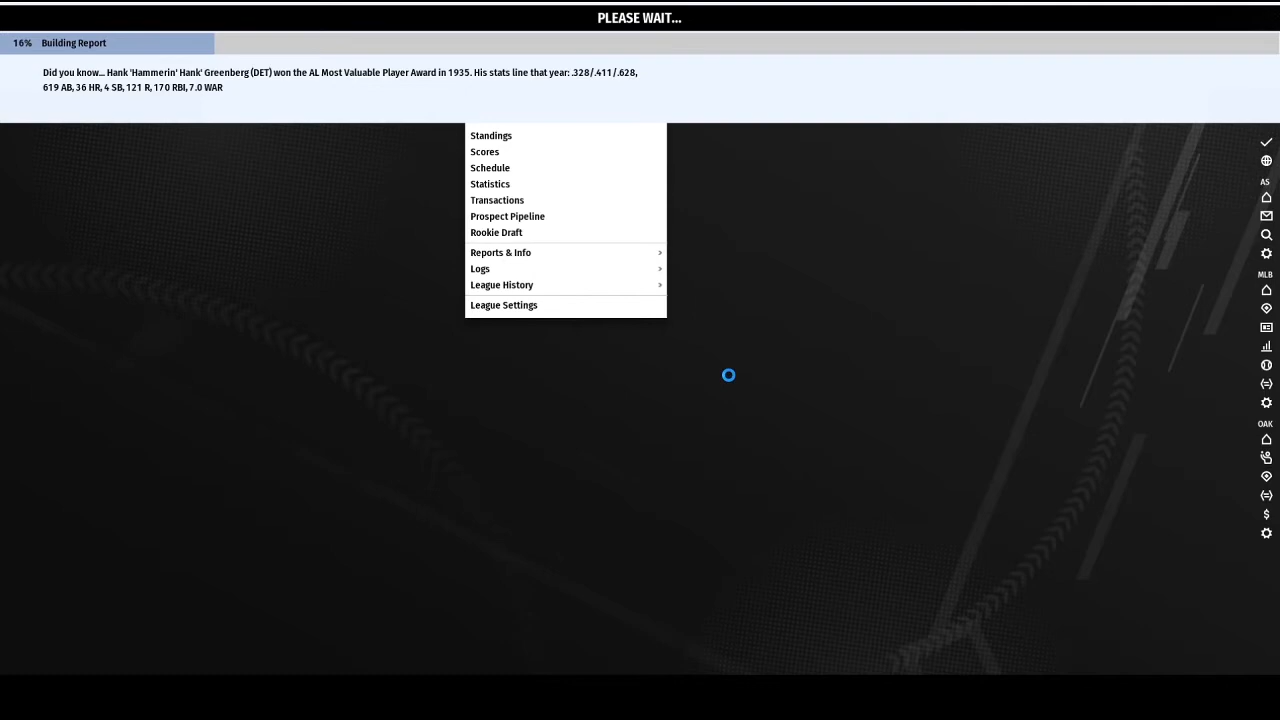 PLEASE WAIT...
16% Building Report
Did you know... Hank 'Hammerin' Hank' Greenberg (DET) won the AL Most Valuable Player Award in 1935. His stats line that year: .328/.411/.628,
619 AB, 36 HR, 4 SB, 121 R, 170 RBI, 7.0 WAR
Standings
Scores
Schedule
Statistics
Transactions
Prospect Pipeline
Rookie Draft
Reports & Info
Logs
League History
League Settings
AS
MLB
OAK
$